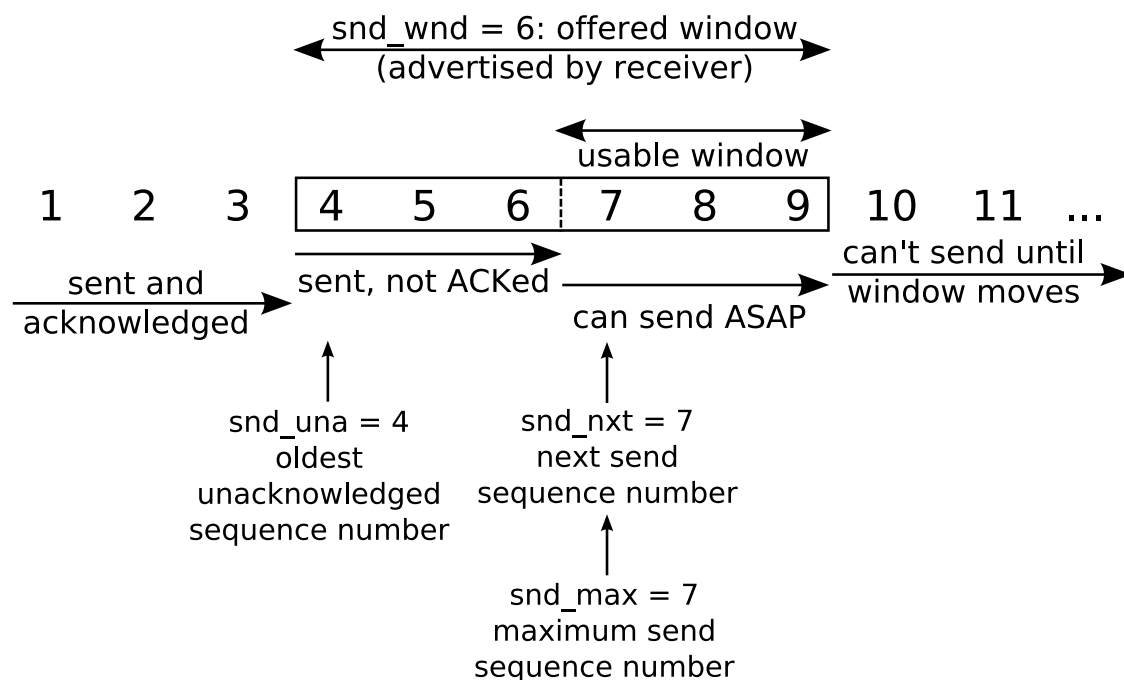 snd_wnd = 6: offered window
(advertised by receiver)
usable window
1 2 3 4 5 6 7 8 9 10 11 ...
sent and
acknowledged
sent, not ACKed
can send ASAP
can't send until
window moves
snd_una = 4
oldest
unacknowledged
sequence number
snd_nxt = 7
next send
sequence number
snd_max = 7
maximum send
sequence number